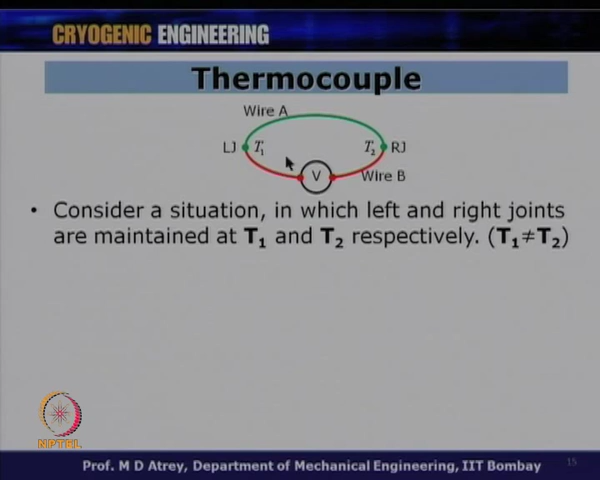 CRYOGENIC ENGINEERING
Thermocouple
Wire A
LJ T₁ T₂ RJ
V
Wire B
• Consider a situation, in which left and right joints
are maintained at T₁ and T₂ respectively. (T₁≠T₂)
NPTEL
Prof. M D Atrey, Department of Mechanical Engineering, IIT Bombay 15